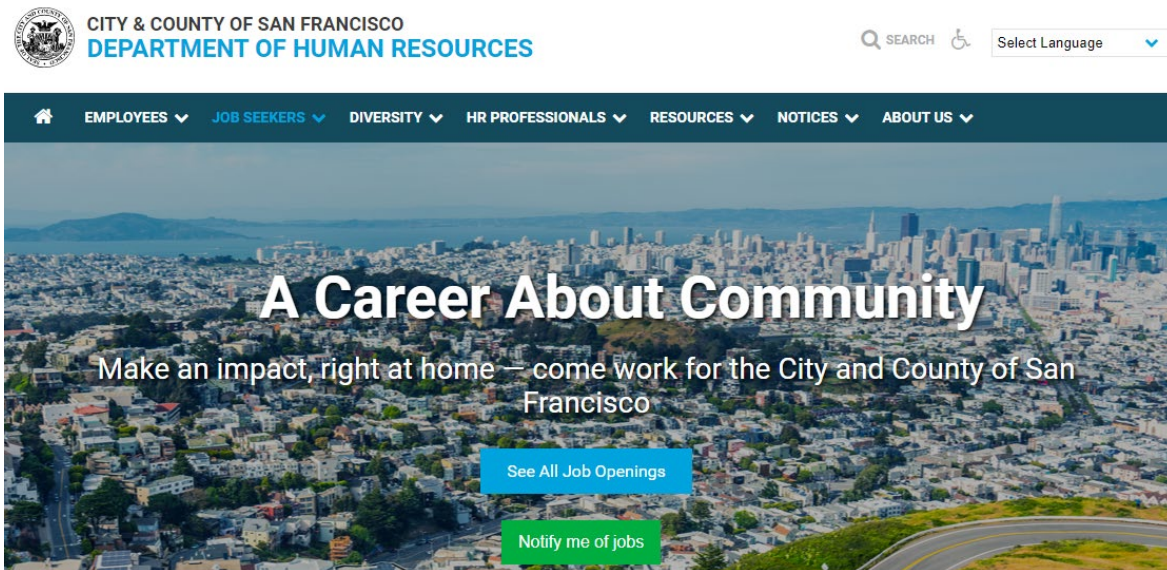 CITY & COUNTY OF SAN FRANCISCO
DEPARTMENT OF HUMAN RESOURCES
SEARCH
Select Language
EMPLOYEES
JOB SEEKERS
DIVERSITY
HR PROFESSIONALS
RESOURCES
NOTICES
ABOUT US
A Career About Community
Make an impact, right at home — come work for the City and County of San
Francisco
See All Job Openings
Notify me of jobs